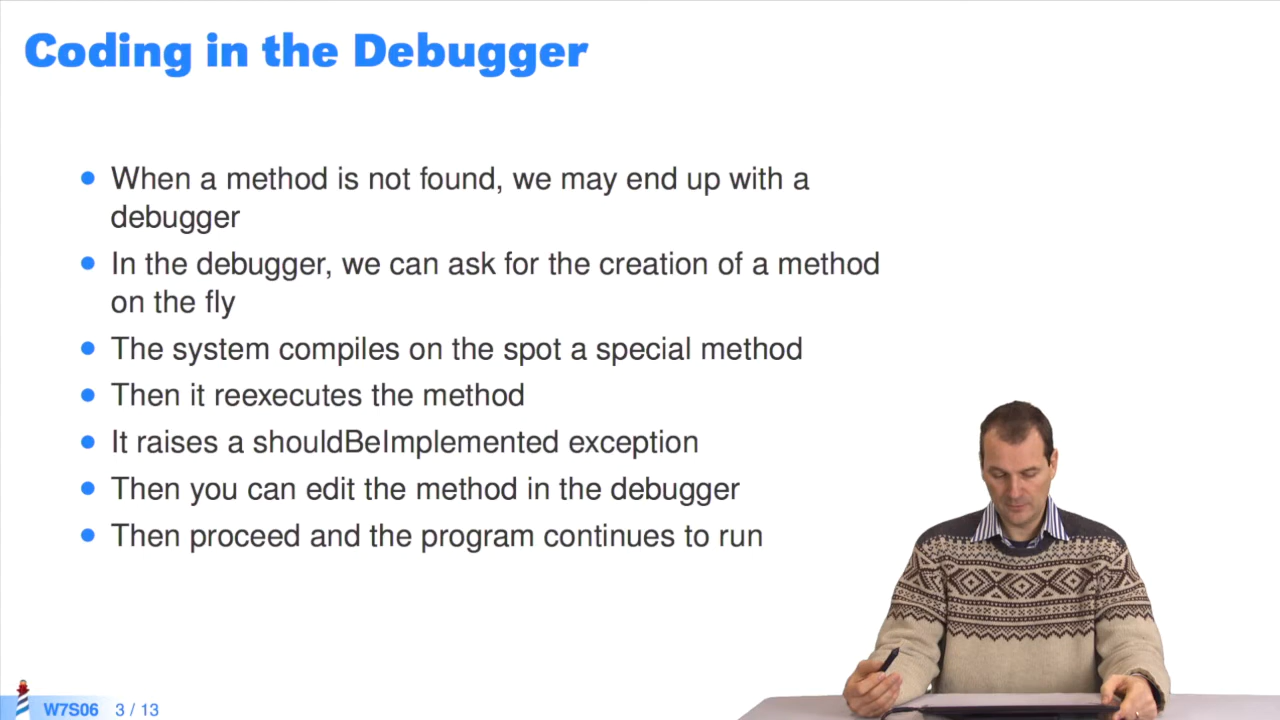 Coding in the Debugger
When a method is not found, we may end up with a
debugger
In the debugger, we can ask for the creation of a method
on the fly
The system compiles on the spot a special method
Then it reexecutes the method
It raises a shouldBeImplemented exception
Then you can edit the method in the debugger
Then proceed and the program continues to run
W7S06 3 / 13